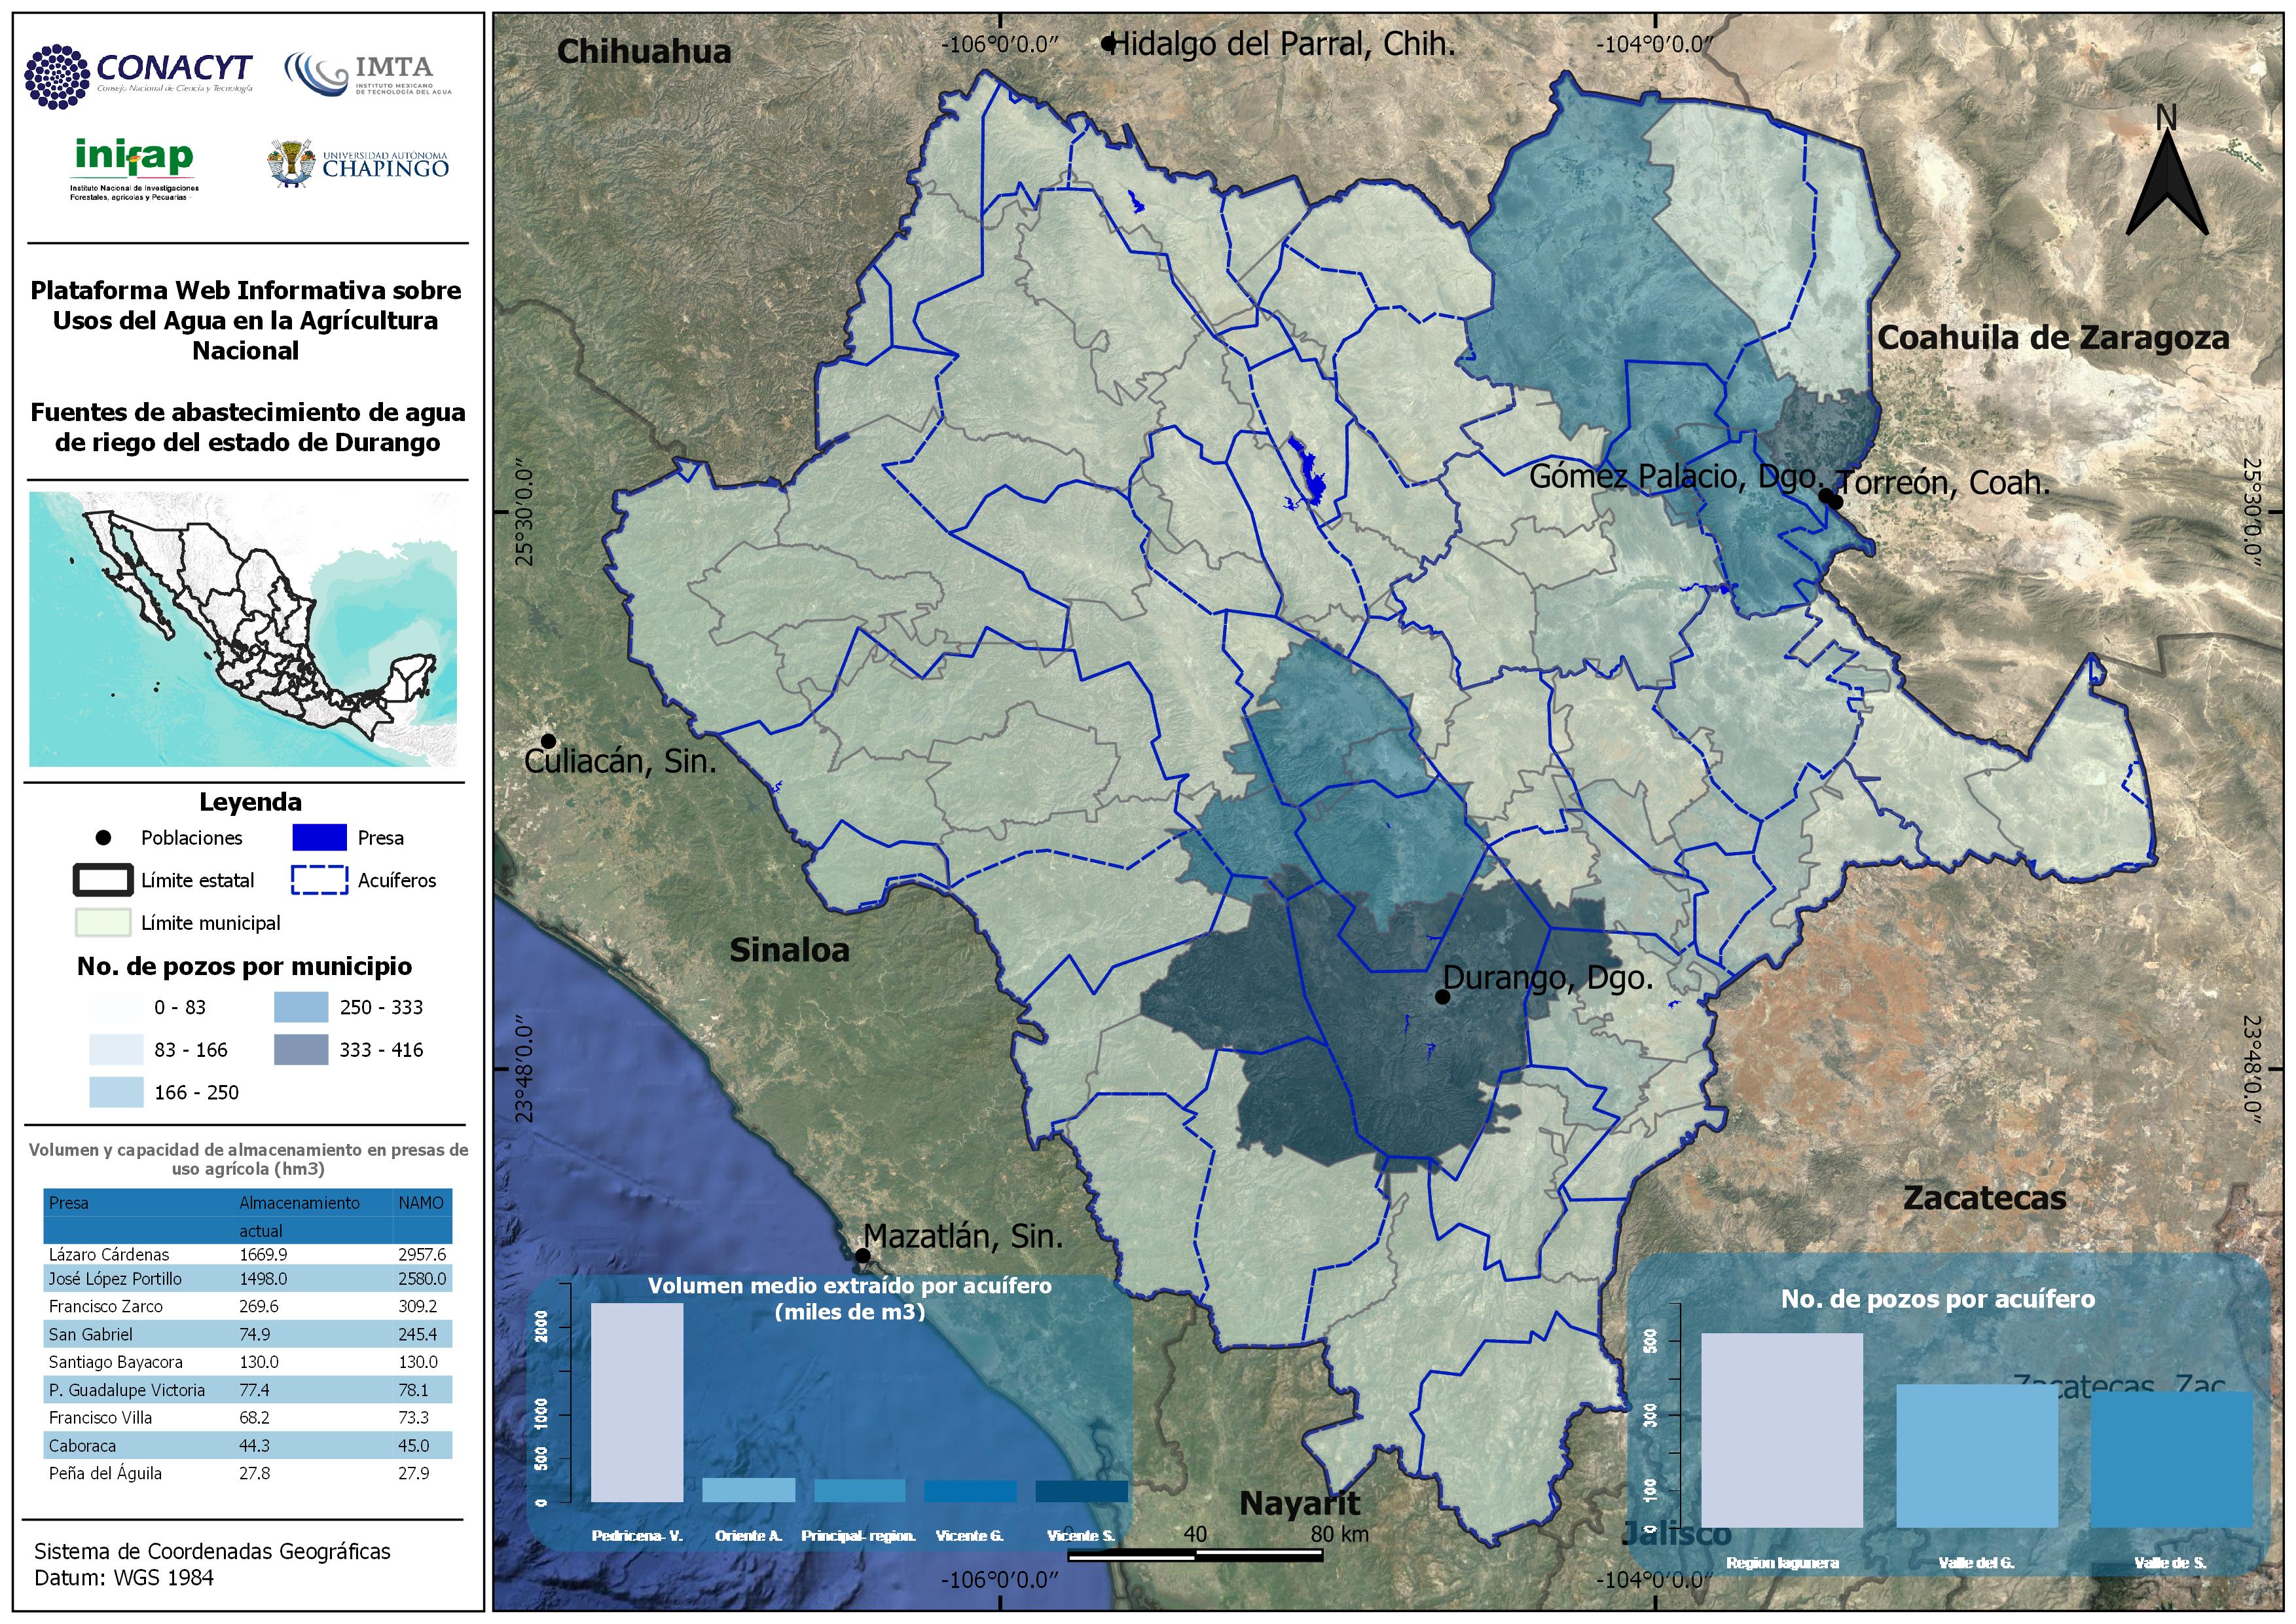 CONACYT
Consejo Nacional de Ciencia y Tecnología
IMTA
INSTITUTO MEXICANO
DE TECNOLOGÍA DEL AGUA
inifap
Instituto Nacional de Investigaciones
Forestales, agrícolas y Pecuarias
UNIVERSIDAD AUTÓNOMA
CHAPINGO
Plataforma Web Informativa sobre
Usos del Agua en la Agrícultura
Nacional
Fuentes de abastecimiento de agua
de riego del estado de Durango
Leyenda
Poblaciones Presa
Límite estatal Acuíferos
Límite municipal
No. de pozos por municipio
0 - 83 250 - 333
83 - 166 333 - 416
166 - 250
Volumen y capacidad de almacenamiento en presas de
uso agrícola (hm3)
Presa Almacenamiento NAMO
actual
Lázaro Cárdenas 1669.9 2957.6
José López Portillo 1498.0 2580.0
Francisco Zarco 269.6 309.2
San Gabriel 74.9 245.4
Santiago Bayacora 130.0 130.0
P. Guadalupe Victoria 77.4 78.1
Francisco Villa 68.2 73.3
Caboraca 44.3 45.0
Peña del Águila 27.8 27.9
Sistema de Coordenadas Geográficas
Datum: WGS 1984
-106°0'0.0" -104°0'0.0"
Chihuahua
Hidalgo del Parral, Chih.
N
Coahuila de Zaragoza
25°30'0.0" 25°30'0.0"
Gómez Palacio, Dgo.
Torreón, Coah.
Culiacán, Sin.
Sinaloa
Durango, Dgo.
23°48'0.0" 23°48'0.0"
Zacatecas
Mazatlán, Sin.
Volumen medio extraído por acuífero
(miles de m3)
2000
1000
500
0
Pedricena- V. Oriente A. Principal- region. Vicente G. Vicente S.
Nayarit
0 40 80 km
No. de pozos por acuífero
Zacatecas, Zac.
500
300
100
0
Jalisco
Region lagunera Valle del G. Valle de S.
-106°0'0.0" -104°0'0.0"